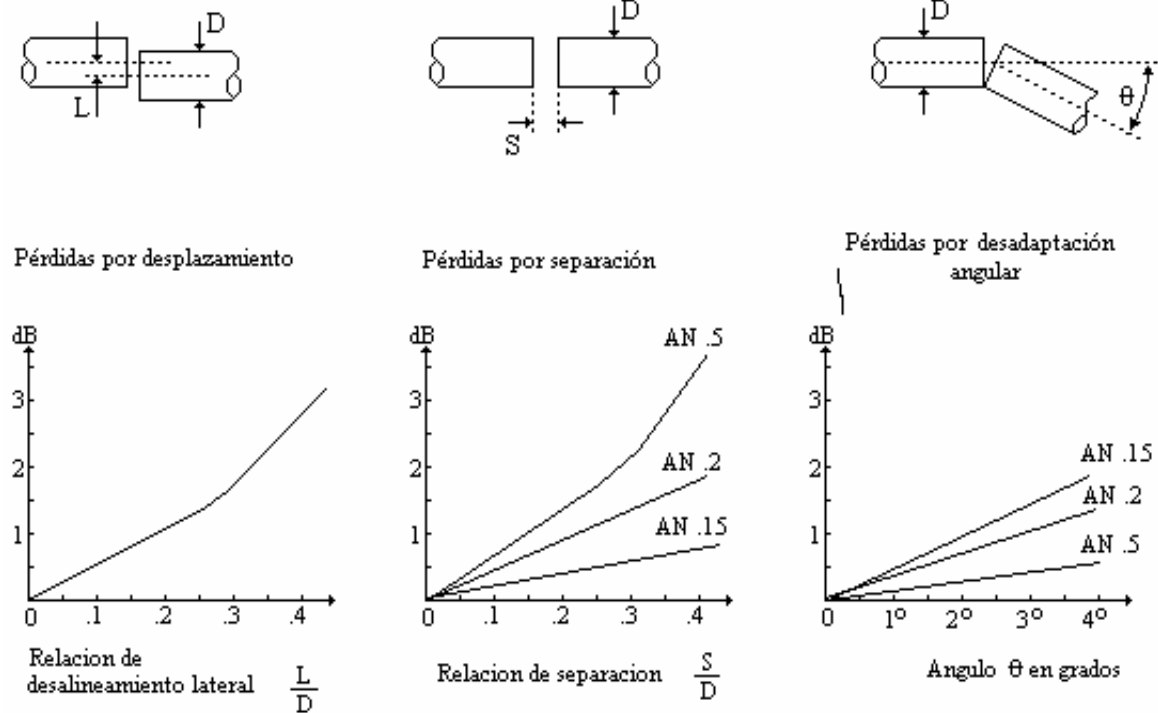 D
L
D
S
D
θ
Pérdidas por desplazamiento
Pérdidas por separación
Pérdidas por desadaptación
angular
dB
3
2
1
0 .1 .2 .3 .4
Relacion de
desalineamiento lateral L/D
dB
3
2
1
0 .1 .2 .3 .4
AN .5
AN .2
AN .15
Relacion de separacion S/D
dB
3
2
1
0 1º 2º 3º 4º
AN .15
AN .2
AN .5
Angulo θ en grados